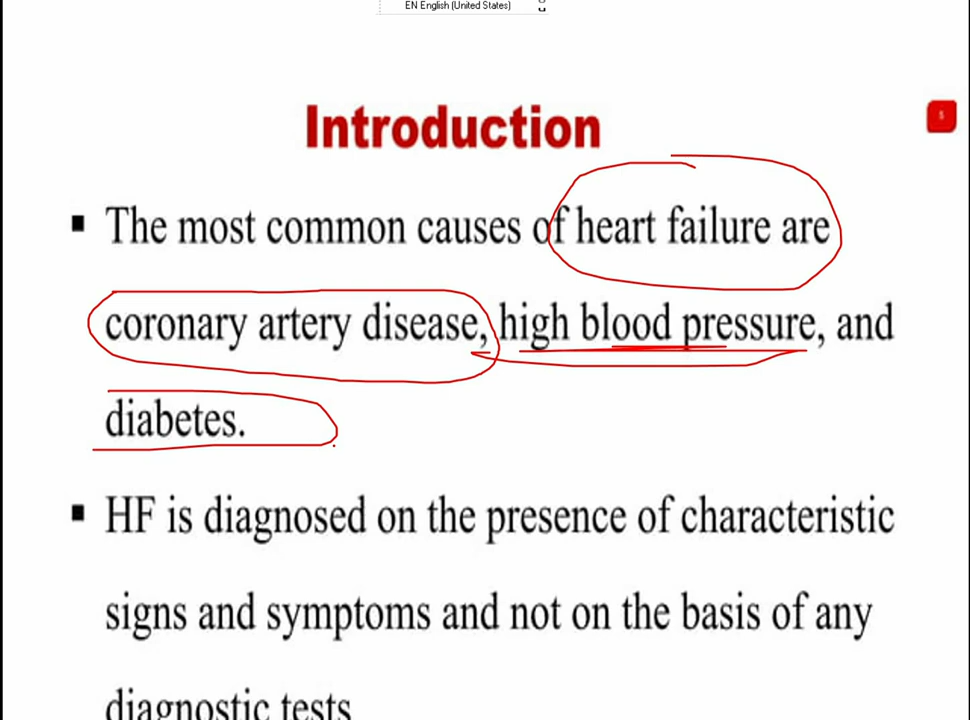 EN English (United States)
Introduction
5
▪ The most common causes of heart failure are
coronary artery disease, high blood pressure, and
diabetes.
▪ HF is diagnosed on the presence of characteristic
signs and symptoms and not on the basis of any
diagnostic tests